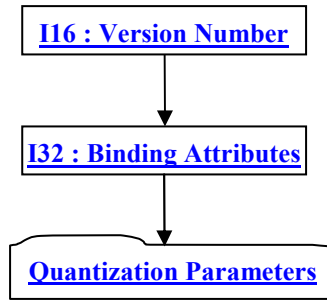 I16 : Version Number
I32 : Binding Attributes
Quantization Parameters